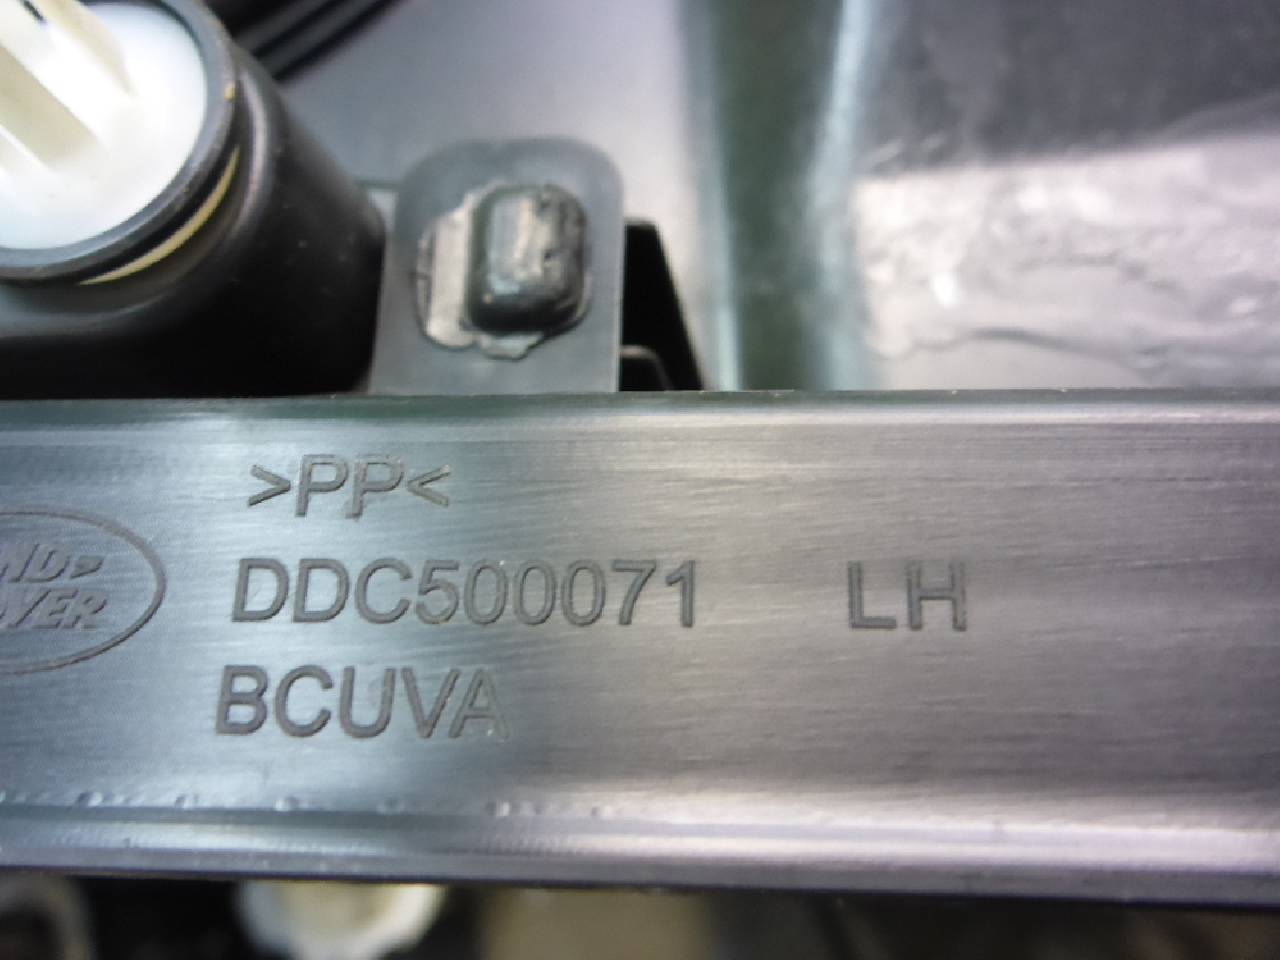 >PP<
DDC500071 LH
BCUVA